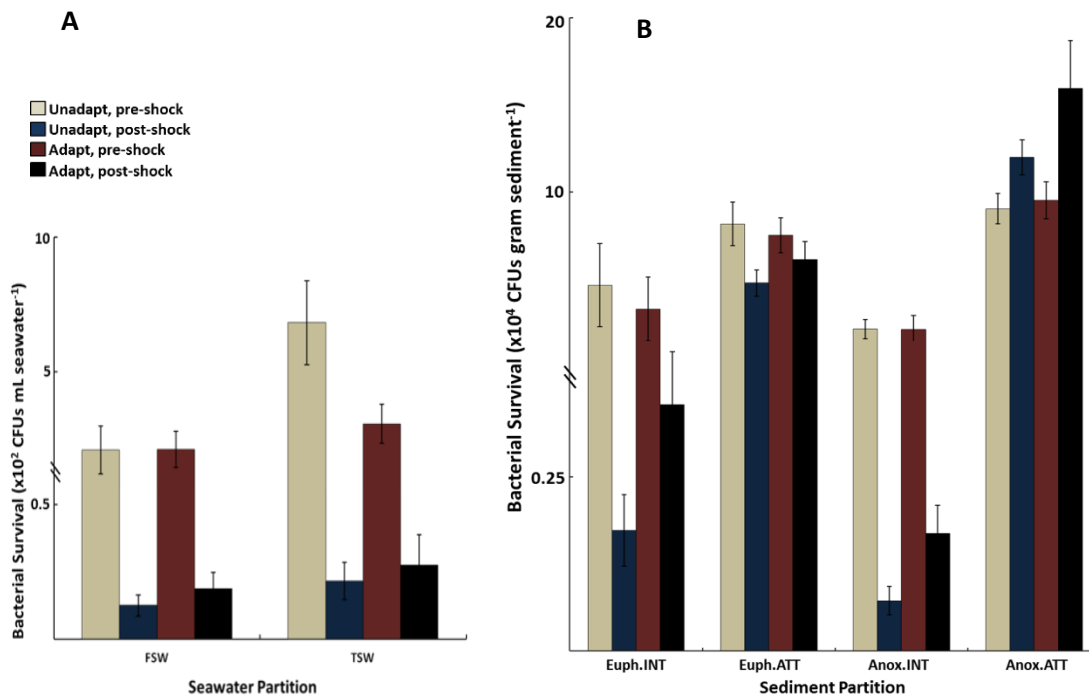 A
Unadapt, pre-shock
Unadapt, post-shock
Adapt, pre-shock
Adapt, post-shock
Bacterial Survival (x10² CFUs mL seawater⁻¹)
10
5
0.5
FSW TSW
Seawater Partition
B
Bacterial Survival (x10⁴ CFUs gram sediment⁻¹)
20
10
0.25
Euph.INT Euph.ATT Anox.INT Anox.ATT
Sediment Partition